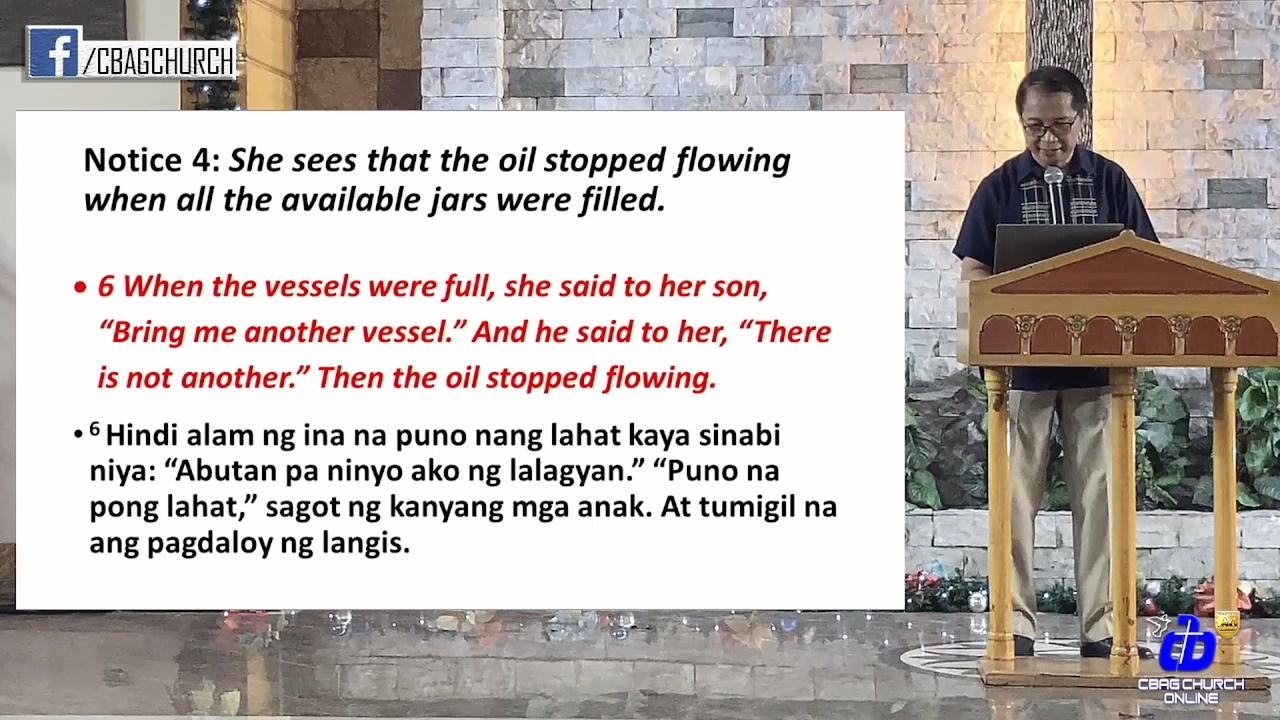 f/CBAGCHURCH
Notice 4: She sees that the oil stopped flowing
when all the available jars were filled.
• 6 When the vessels were full, she said to her son,
“Bring me another vessel.” And he said to her, “There
is not another.” Then the oil stopped flowing.
• 6 Hindi alam ng ina na puno nang lahat kaya sinabi
niya: “Abutan pa ninyo ako ng lalagyan.” “Puno na
pong lahat,” sagot ng kanyang mga anak. At tumigil na
ang pagdaloy ng langis.
cb
CBAG CHURCH
ONLINE